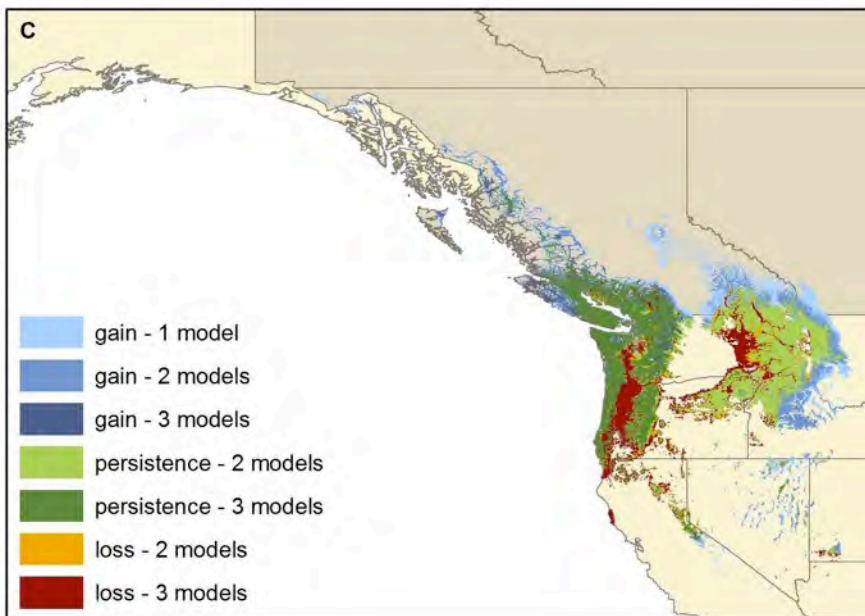 C
gain - 1 model
gain - 2 models
gain - 3 models
persistence - 2 models
persistence - 3 models
loss - 2 models
loss - 3 models